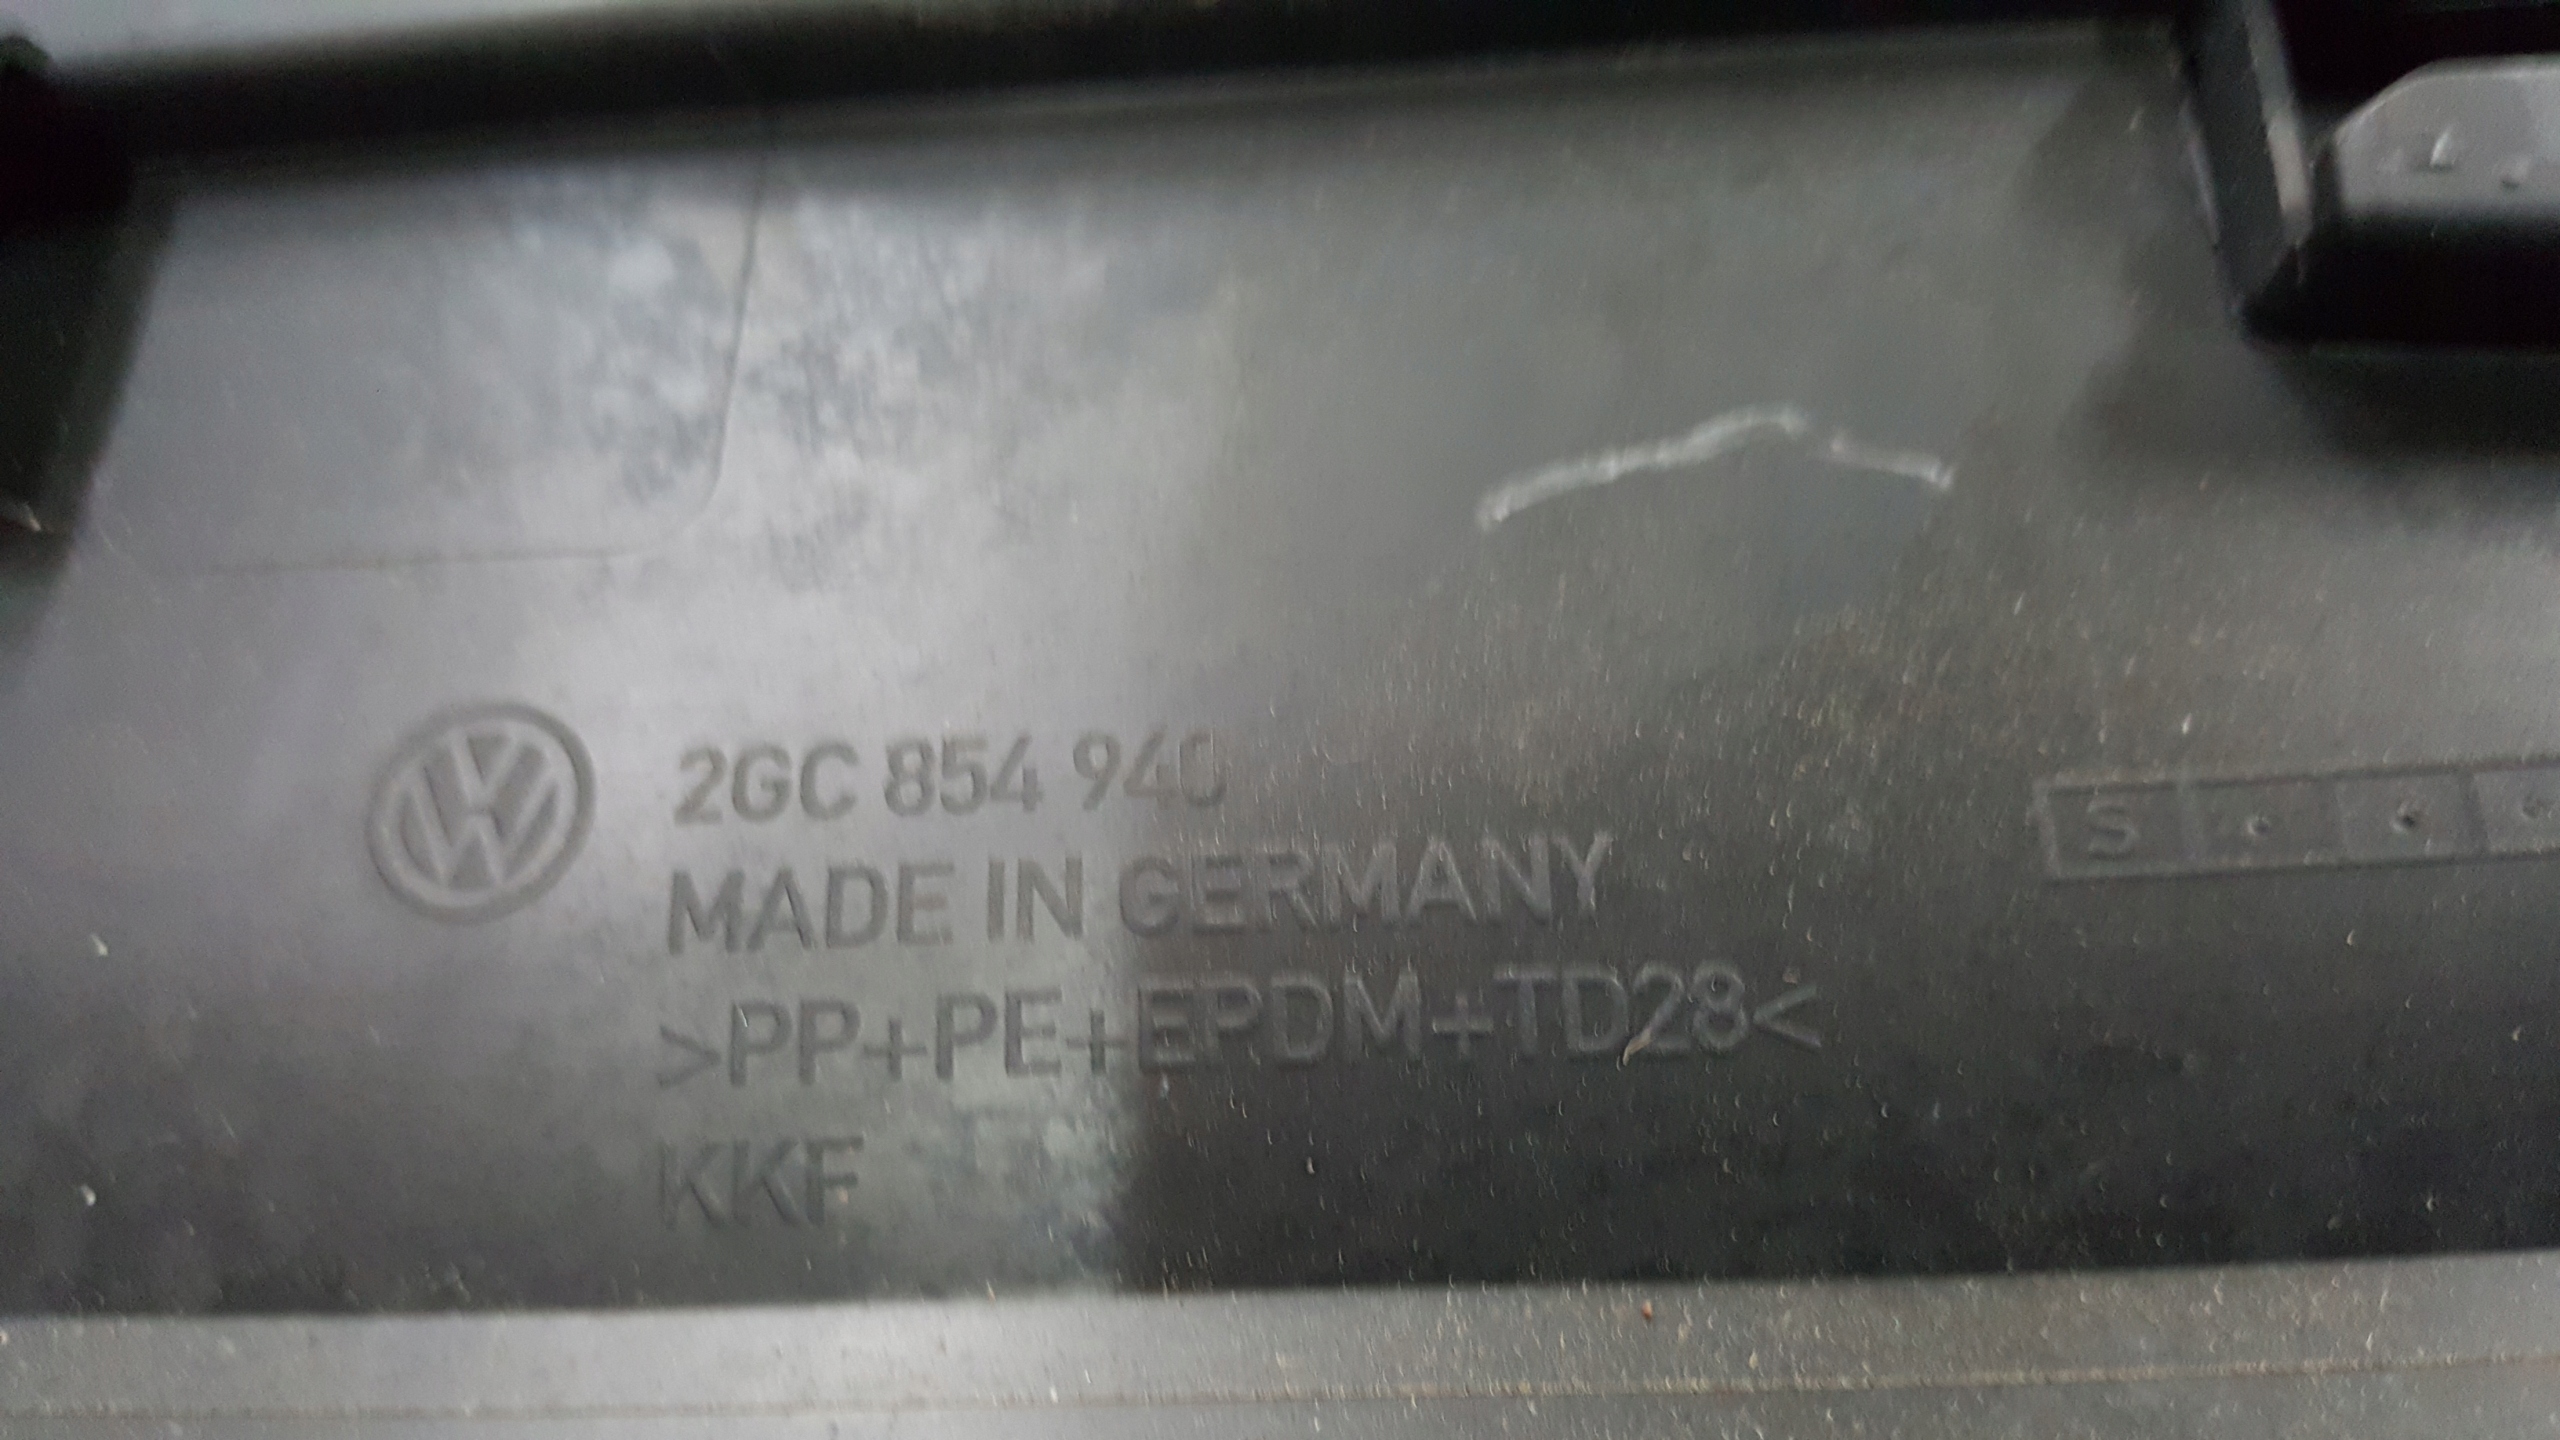 2GC 854 940
MADE IN GERMANY
>PP+PE+EPDM+TD28<
KKF
S